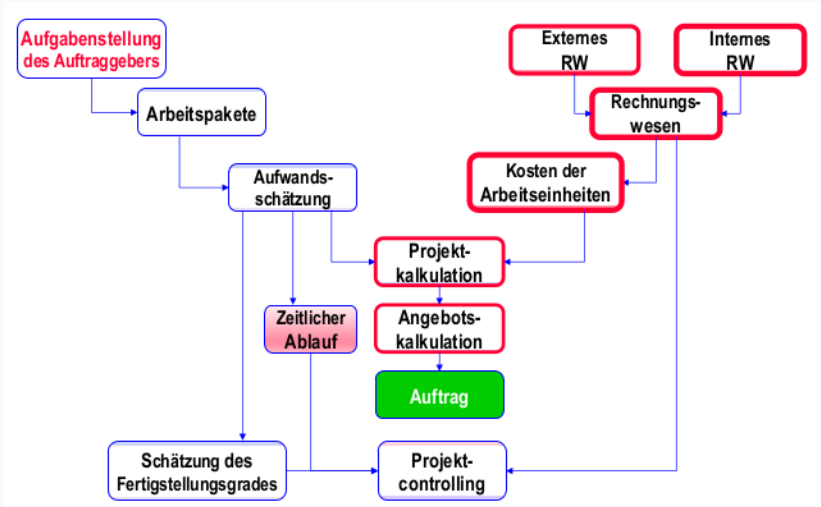 Aufgabenstellung
des Auftraggebers
Externes
RW
Internes
RW
Arbeitspakete
Rechnungs-
wesen
Aufwands-
schätzung
Kosten der
Arbeitseinheiten
Projekt-
kalkulation
Zeitlicher
Ablauf
Angebots-
kalkulation
Auftrag
Schätzung des
Fertigstellungsgrades
Projekt-
controlling